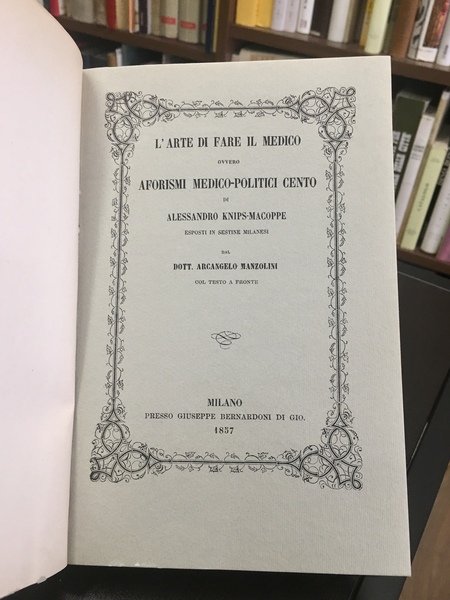 L'ARTE DI FARE IL MEDICO
OVVERO
AFORISMI MEDICO-POLITICI CENTO
DI
ALESSANDRO KNIPS-MACOPPE
ESPOSTI IN SESTINE MILANESI
DAL
DOTT. ARCANGELO MANZOLINI
COL TESTO A FRONTE
MILANO
PRESSO GIUSEPPE BERNARDONI DI GIO.
1857